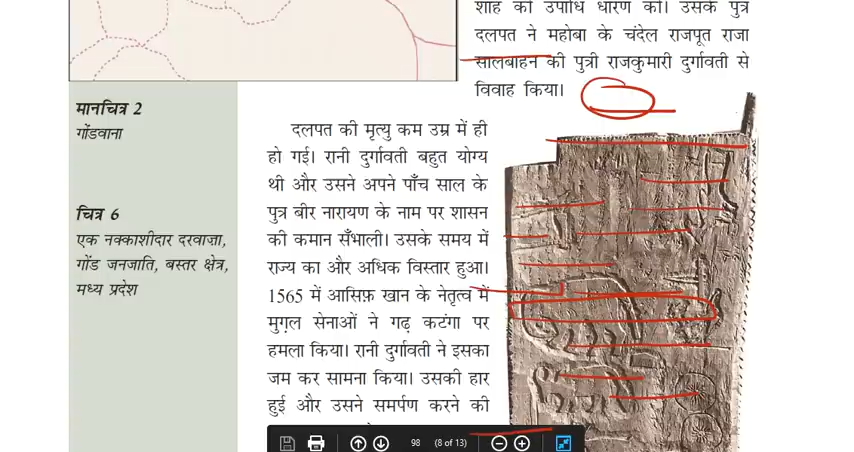 शाह की उपाधि धारण की। उसके पुत्र
दलपत ने महोबा के चंदेल राजपूत राजा
सालबाहन की पुत्री राजकुमारी दुर्गावती से
विवाह किया।
मानचित्र 2
गोंडवाना
दलपत की मृत्यु कम उम्र में ही
हो गई। रानी दुर्गावती बहुत योग्य
थी और उसने अपने पाँच साल के
पुत्र बीर नारायण के नाम पर शासन
की कमान सँभाली। उसके समय में
राज्य का और अधिक विस्तार हुआ।
1565 में आसिफ़ खान के नेतृत्व में
मुग़ल सेनाओं ने गढ़ कटंगा पर
हमला किया। रानी दुर्गावती ने इसका
जम कर सामना किया। उसकी हार
हुई और उसने समर्पण करने की
चित्र 6
एक नक्काशीदार दरवाजा,
गोंड जनजाति, बस्तर क्षेत्र,
मध्य प्रदेश
98 (8 of 13)